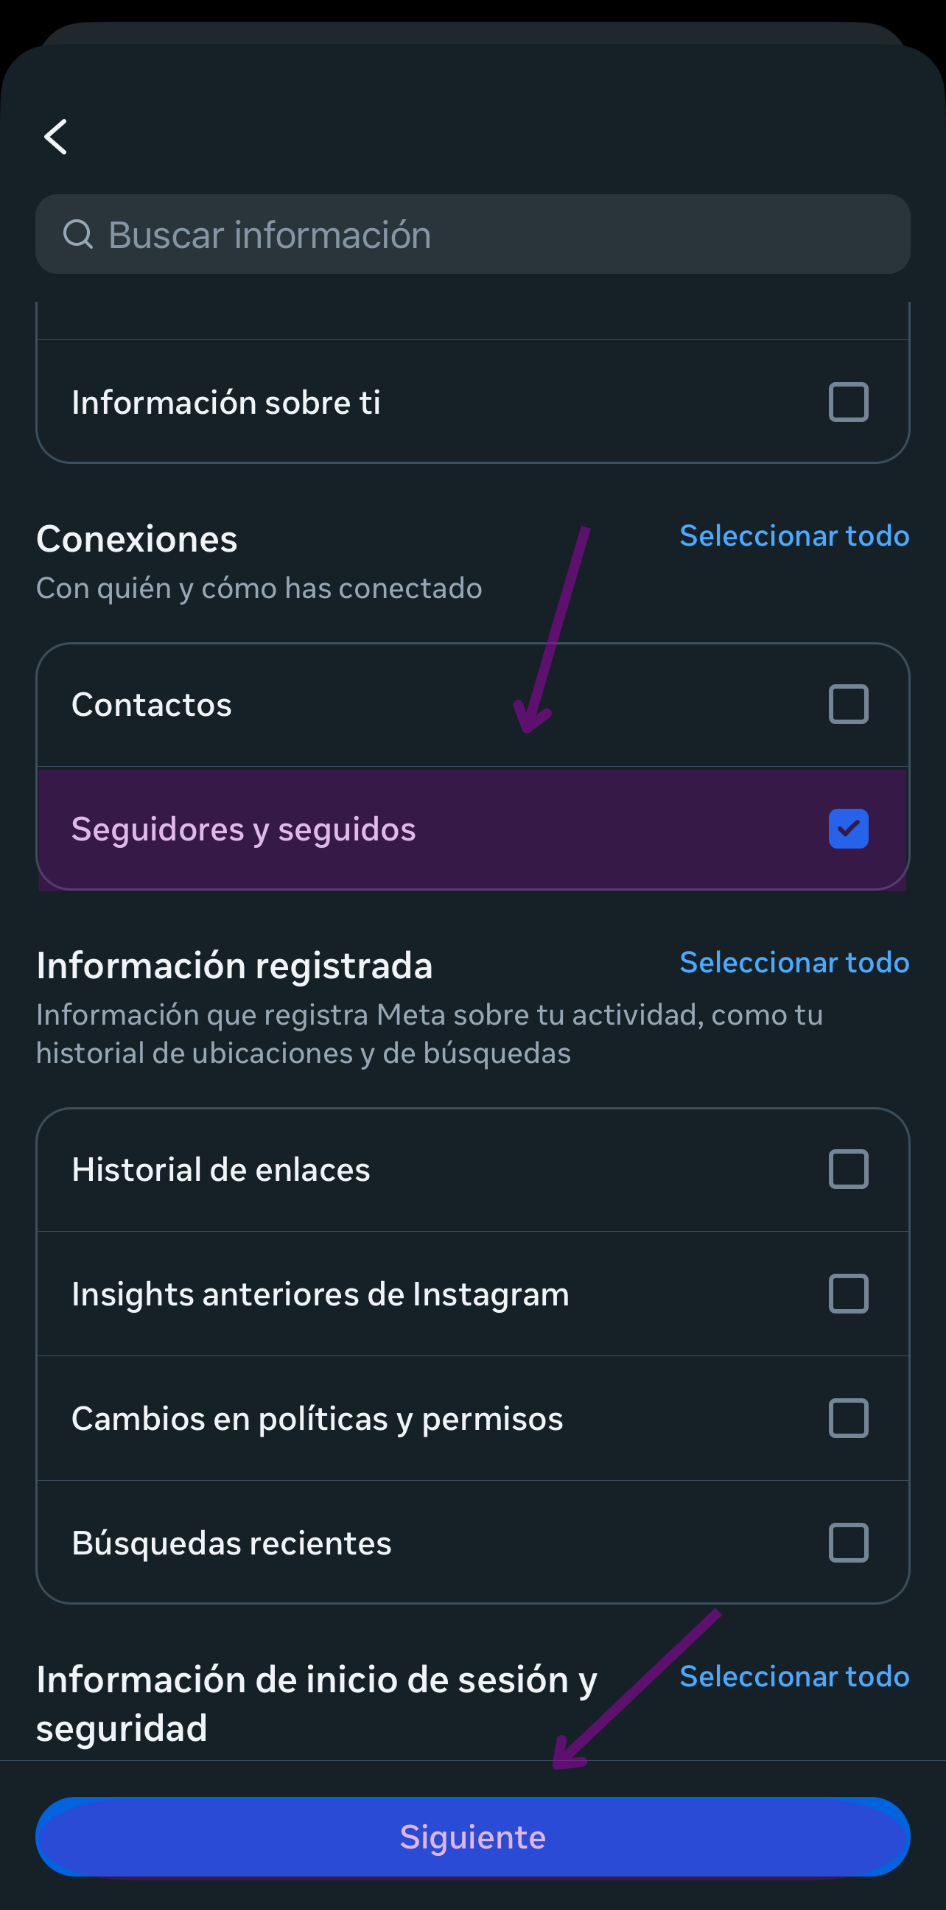 Buscar información
Información sobre ti
Conexiones
Seleccionar todo
Con quién y cómo has conectado
Contactos
Seguidores y seguidos
Información registrada
Seleccionar todo
Información que registra Meta sobre tu actividad, como tu
historial de ubicaciones y de búsquedas
Historial de enlaces
Insights anteriores de Instagram
Cambios en políticas y permisos
Búsquedas recientes
Información de inicio de sesión y
seguridad
Seleccionar todo
Siguiente